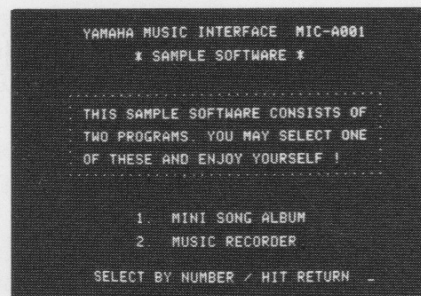 YAMAHA MUSIC INTERFACE MIC-A001
* SAMPLE SOFTWARE *
THIS SAMPLE SOFTWARE CONSISTS OF
TWO PROGRAMS. YOU MAY SELECT ONE
OF THESE AND ENJOY YOURSELF !
1. MINI SONG ALBUM
2 MUSIC RECORDER
SELECT BY NUMBER / HIT RETURN _